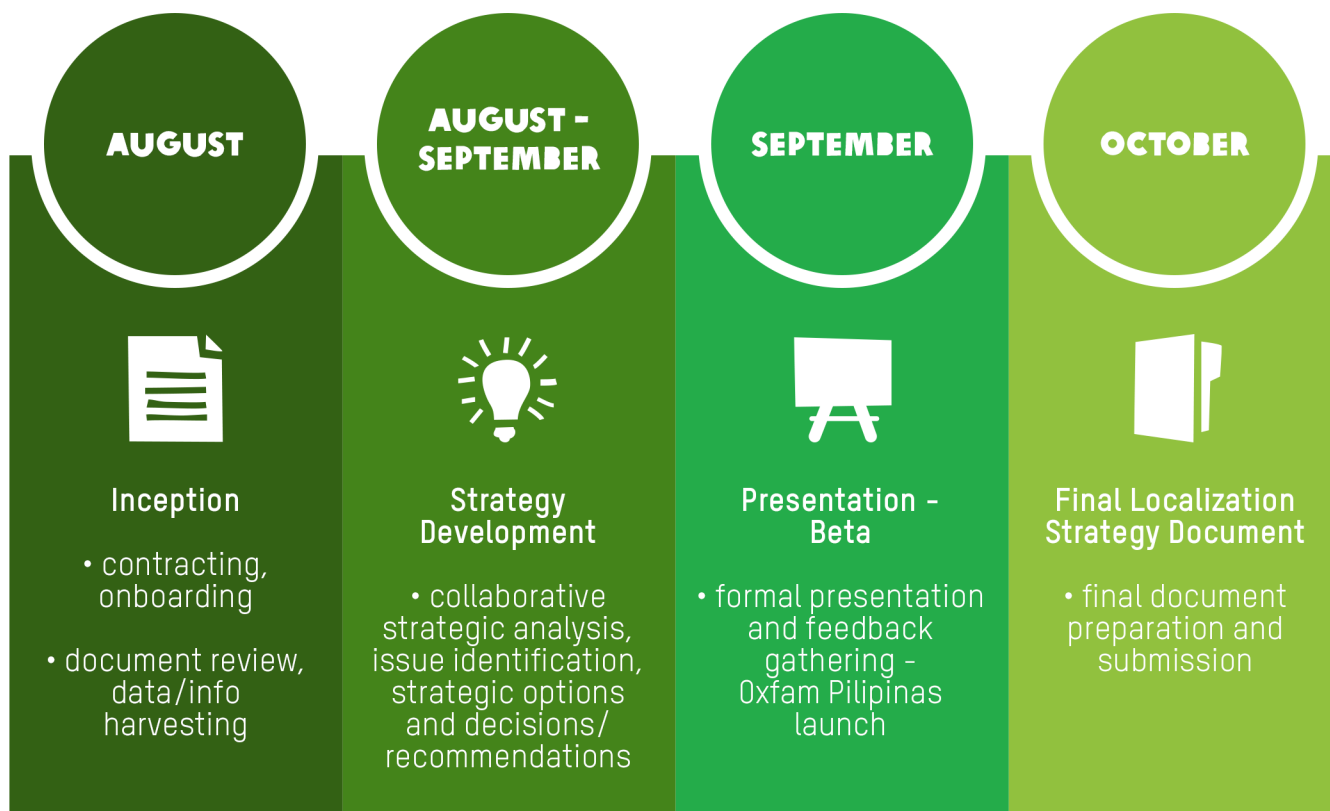 AUGUST
Inception
• contracting,
onboarding
• document review,
data/info
harvesting
AUGUST -
SEPTEMBER
Strategy
Development
• collaborative
strategic analysis,
issue identification,
strategic options
and decisions/
recommendations
SEPTEMBER
Presentation -
Beta
• formal presentation
and feedback
gathering -
Oxfam Pilipinas
launch
OCTOBER
Final Localization
Strategy Document
• final document
preparation and
submission